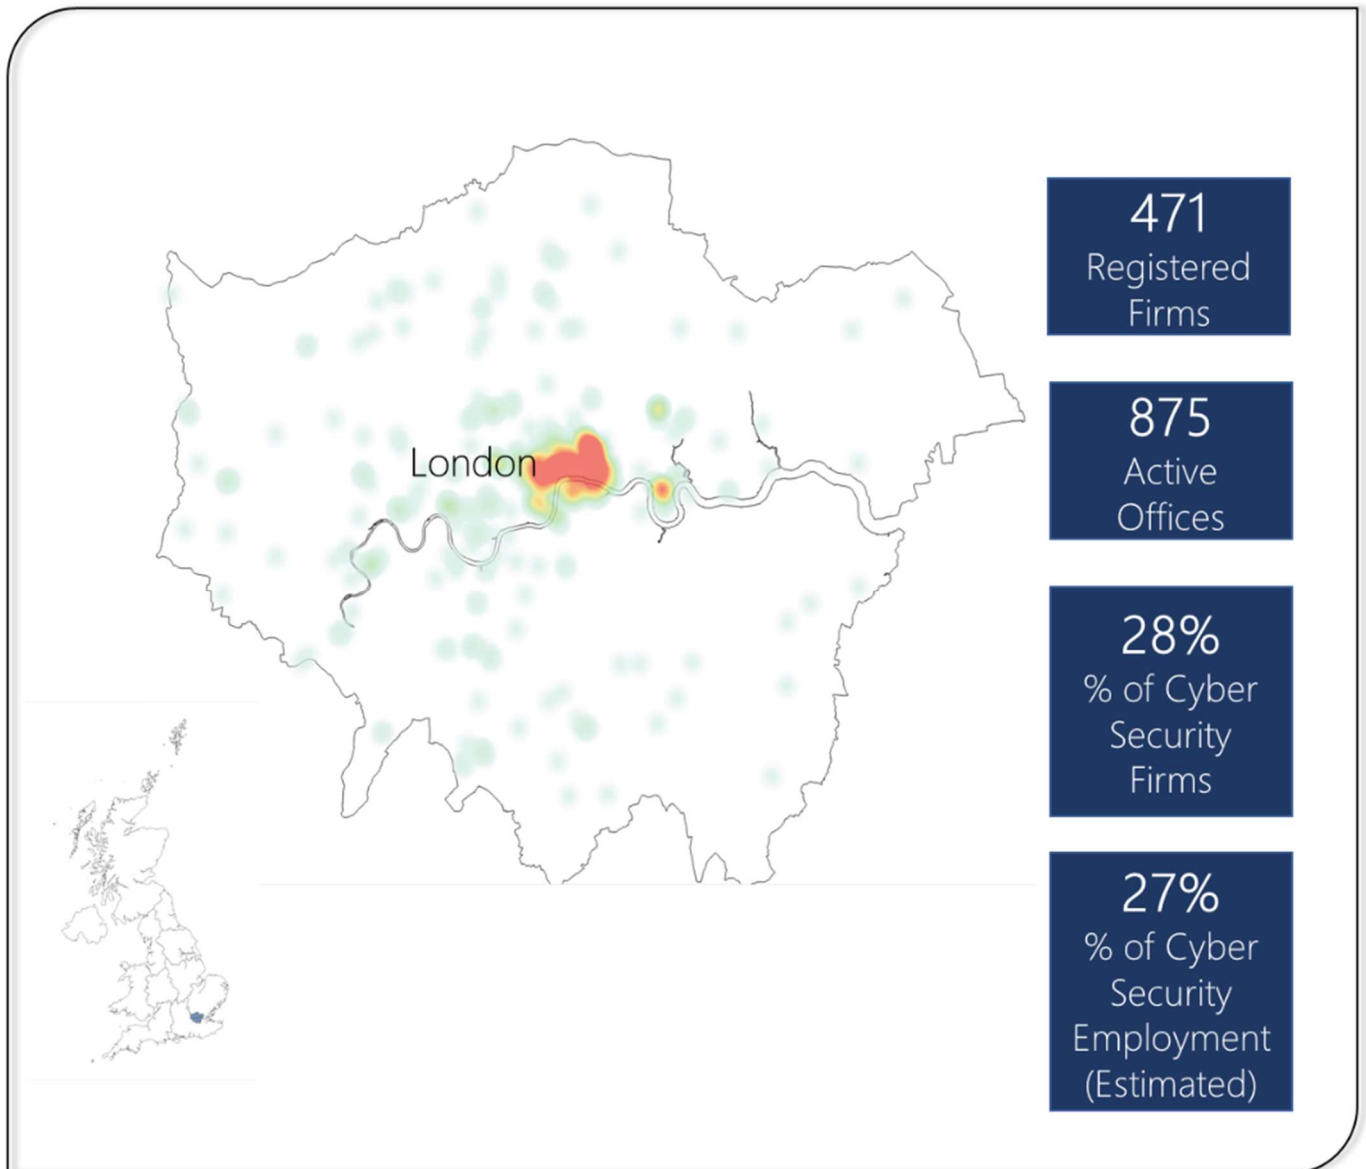 London
471
Registered
Firms
875
Active
Offices
28%
% of Cyber
Security
Firms
27%
% of Cyber
Security
Employment
(Estimated)